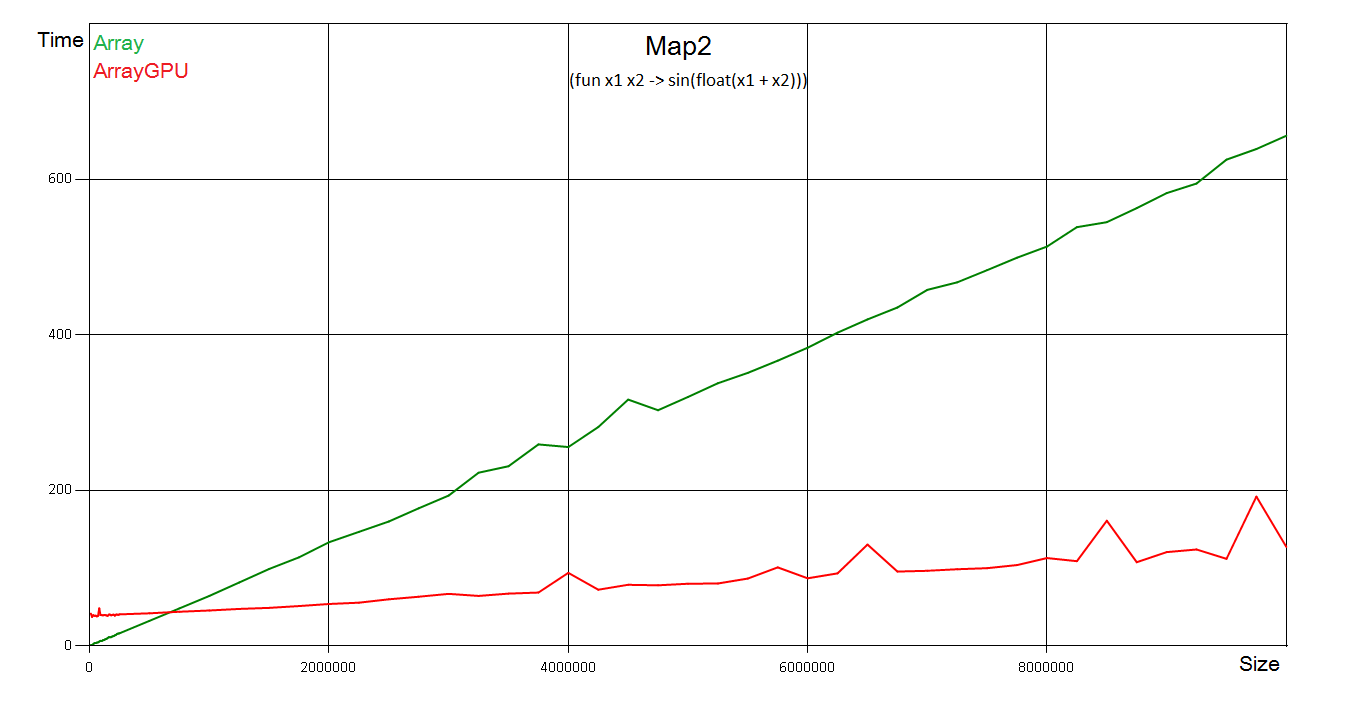 Time
Array
ArrayGPU
Map2
(fun x1 x2 -> sin(float(x1 + x2)))
600
400
200
0
0 2000000 4000000 6000000 8000000
Size